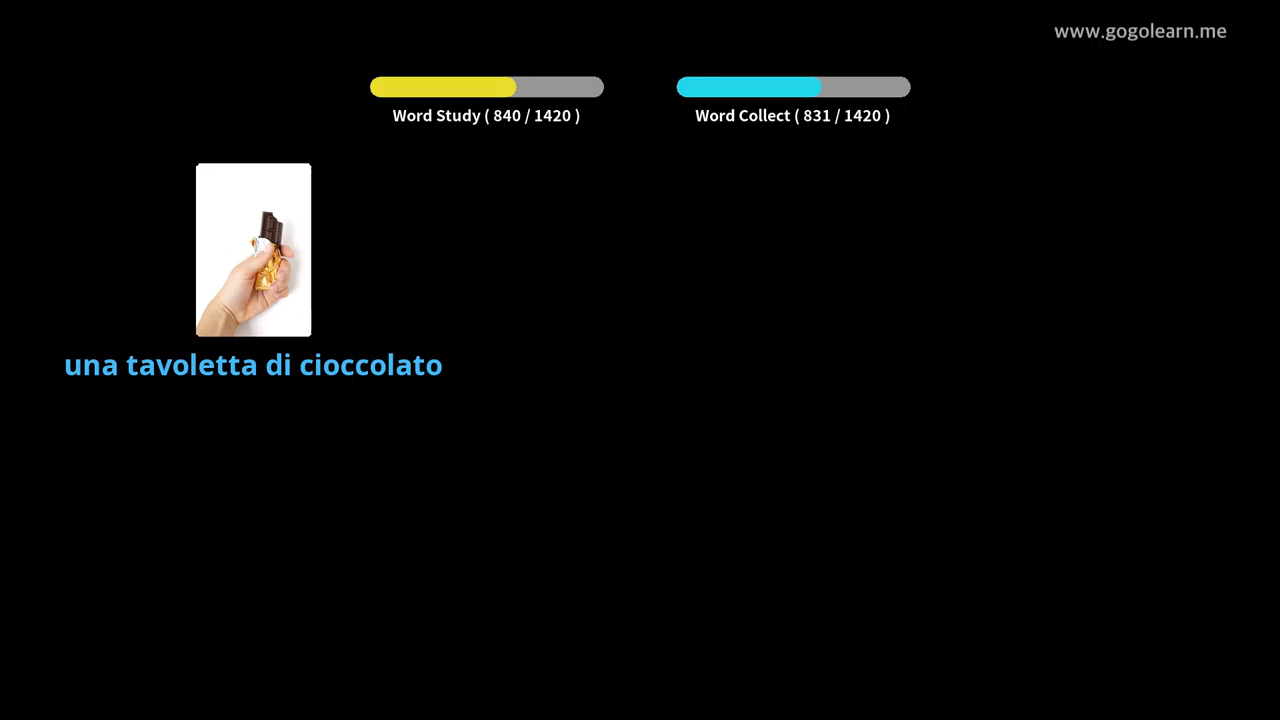 www.gogolearn.me
Word Study ( 840 / 1420 )
Word Collect ( 831 / 1420 )
una tavoletta di cioccolato